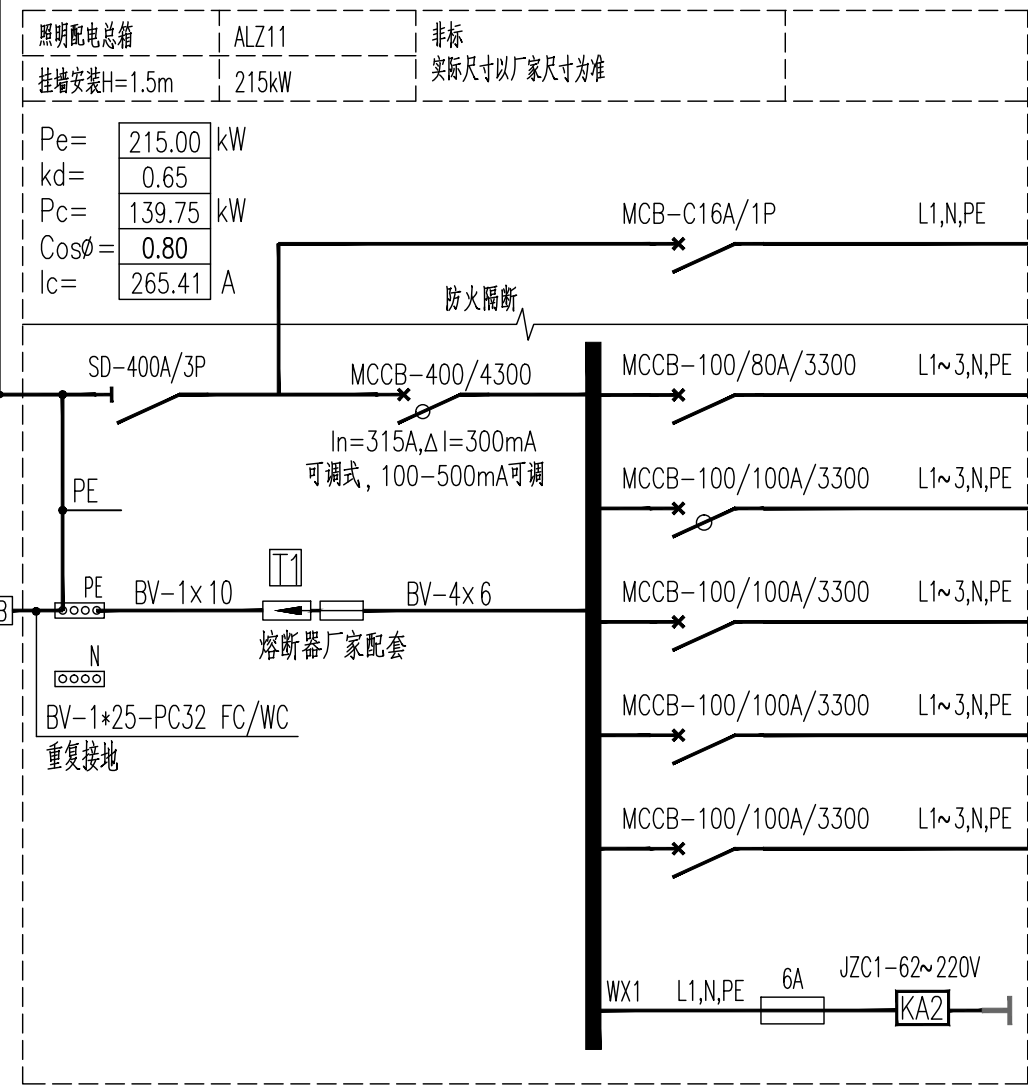 照明配电总箱 ALZ11 非标
挂墙安装H=1.5m 215kW 实际尺寸以厂家尺寸为准
Pe= 215.00 kW
kd= 0.65
Pc= 139.75 kW
CosØ= 0.80
Ic= 265.41 A
MCB-C16A/1P L1,N,PE
防火隔断
SD-400A/3P MCCB-400/4300 MCCB-100/80A/3300 L1~3,N,PE
In=315A,△I=300mA
可调式, 100-500mA可调
MCCB-100/100A/3300 L1~3,N,PE
PE
T1
PE BV-1x10 BV-4x6 MCCB-100/100A/3300 L1~3,N,PE
熔断器厂家配套
N
BV-1*25-PC32 FC/WC MCCB-100/100A/3300 L1~3,N,PE
重复接地
MCCB-100/100A/3300 L1~3,N,PE
WX1 L1,N,PE 6A JZC1-62~220V
KA2